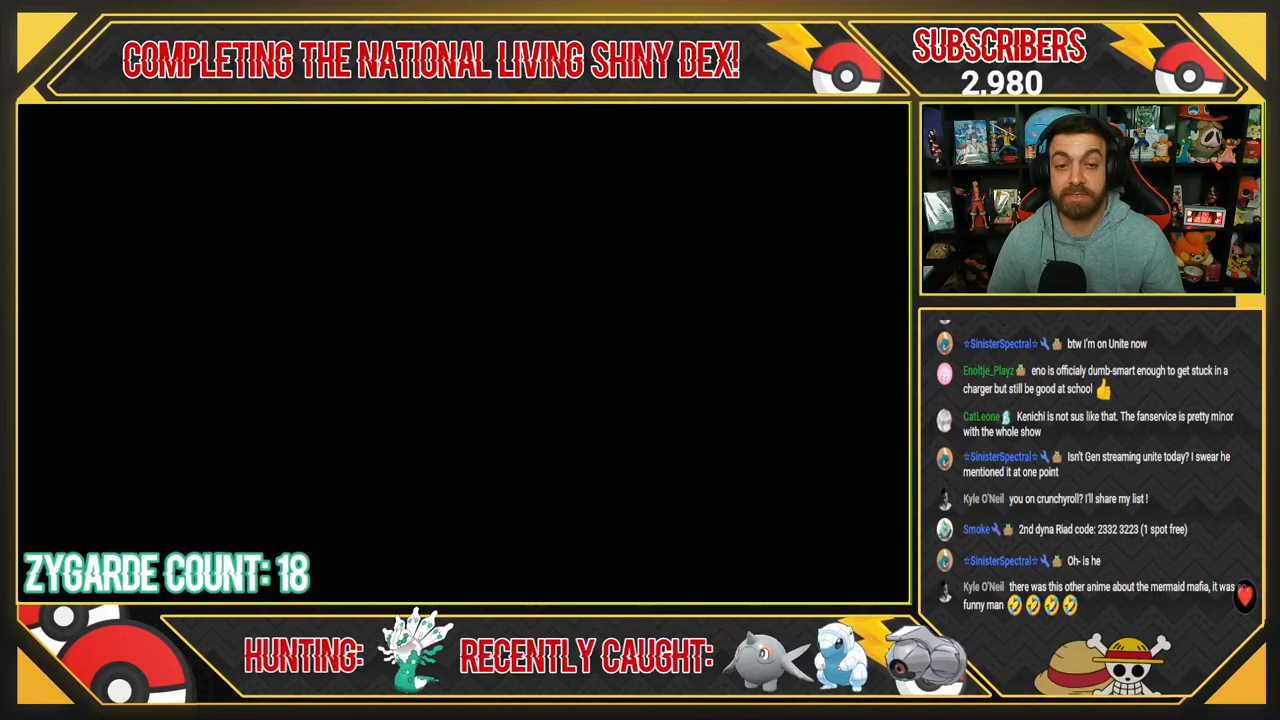 COMPLETING THE NATIONAL LIVING SHINY DEX!
SUBSCRIBERS
2,980
☆SinisterSpectral☆ btw I'm on Unite now
Enoltje_Playz eno is officialy dumb-smart enough to get stuck in a
charger but still be good at school 👍
CatLeone Kenichi is not sus like that. The fanservice is pretty minor
with the whole show
☆SinisterSpectral☆ Isn't Gen streaming unite today? I swear he
mentioned it at one point
Kyle O'Neil you on crunchyroll? I'll share my list !
Smoke 2nd dyna Riad code: 2332 3223 (1 spot free)
☆SinisterSpectral☆ Oh- is he
Kyle O'Neil there was this other anime about the mermaid mafia, it was
funny man 🤣🤣🤣🤣
ZYGARDE COUNT: 18
HUNTING:
RECENTLY CAUGHT: